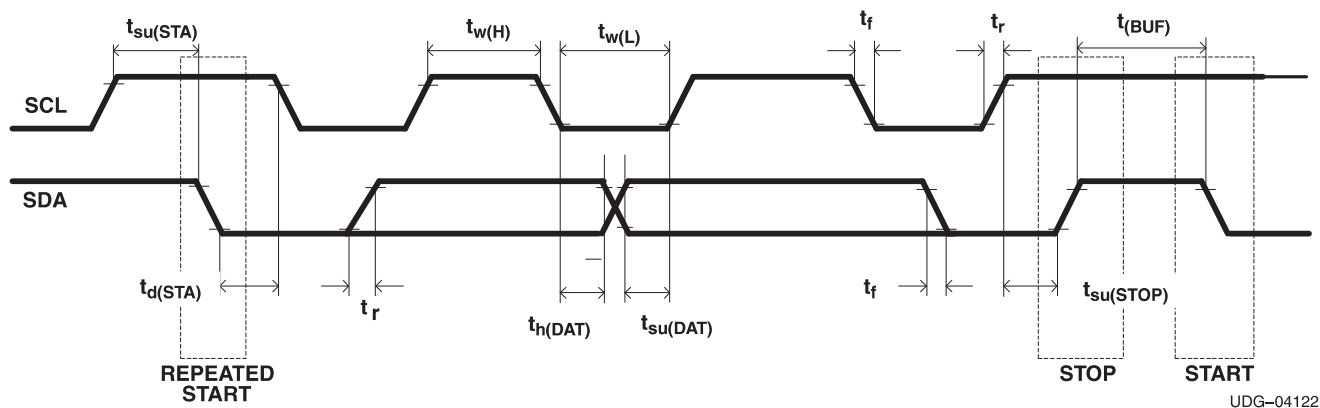 tsu(STA)
tw(H)
tw(L)
tf
tr
t(BUF)
SCL
SDA
td(STA)
tr
th(DAT)
tsu(DAT)
tf
tsu(STOP)
REPEATED
START
STOP
START
UDG–04122